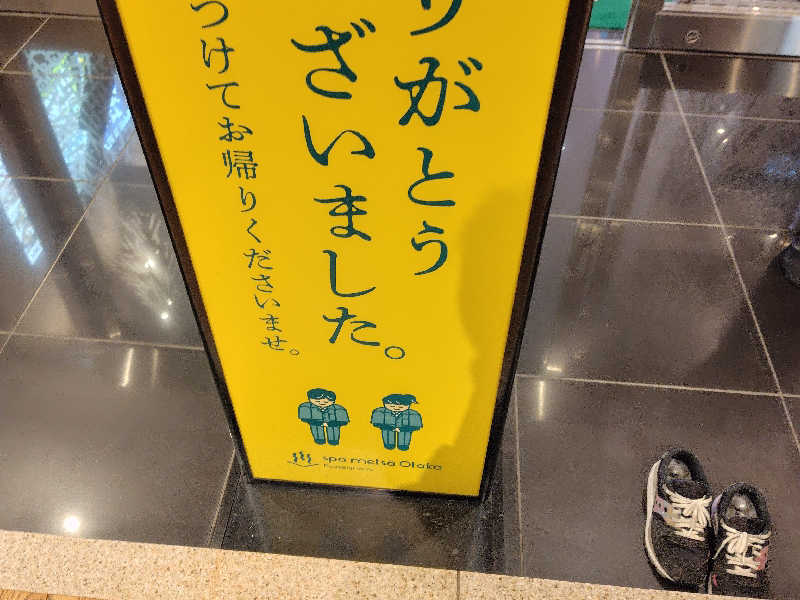 りがとう
ざいました。
つけてお帰りくださいませ。
spa metsa Otaka